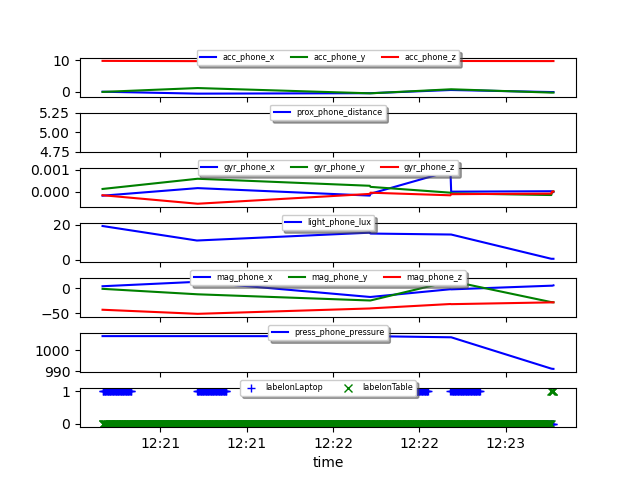 acc_phone_x acc_phone_y acc_phone_z
10
0
prox_phone_distance
5.25
5.00
4.75
gyr_phone_x gyr_phone_y gyr_phone_z
0.001
0.000
light_phone_lux
20
0
mag_phone_x mag_phone_y mag_phone_z
0
−50
press_phone_pressure
1000
990
labelonLaptop labelonTable
1
0
12:21 12:21 12:22 12:22 12:23
time